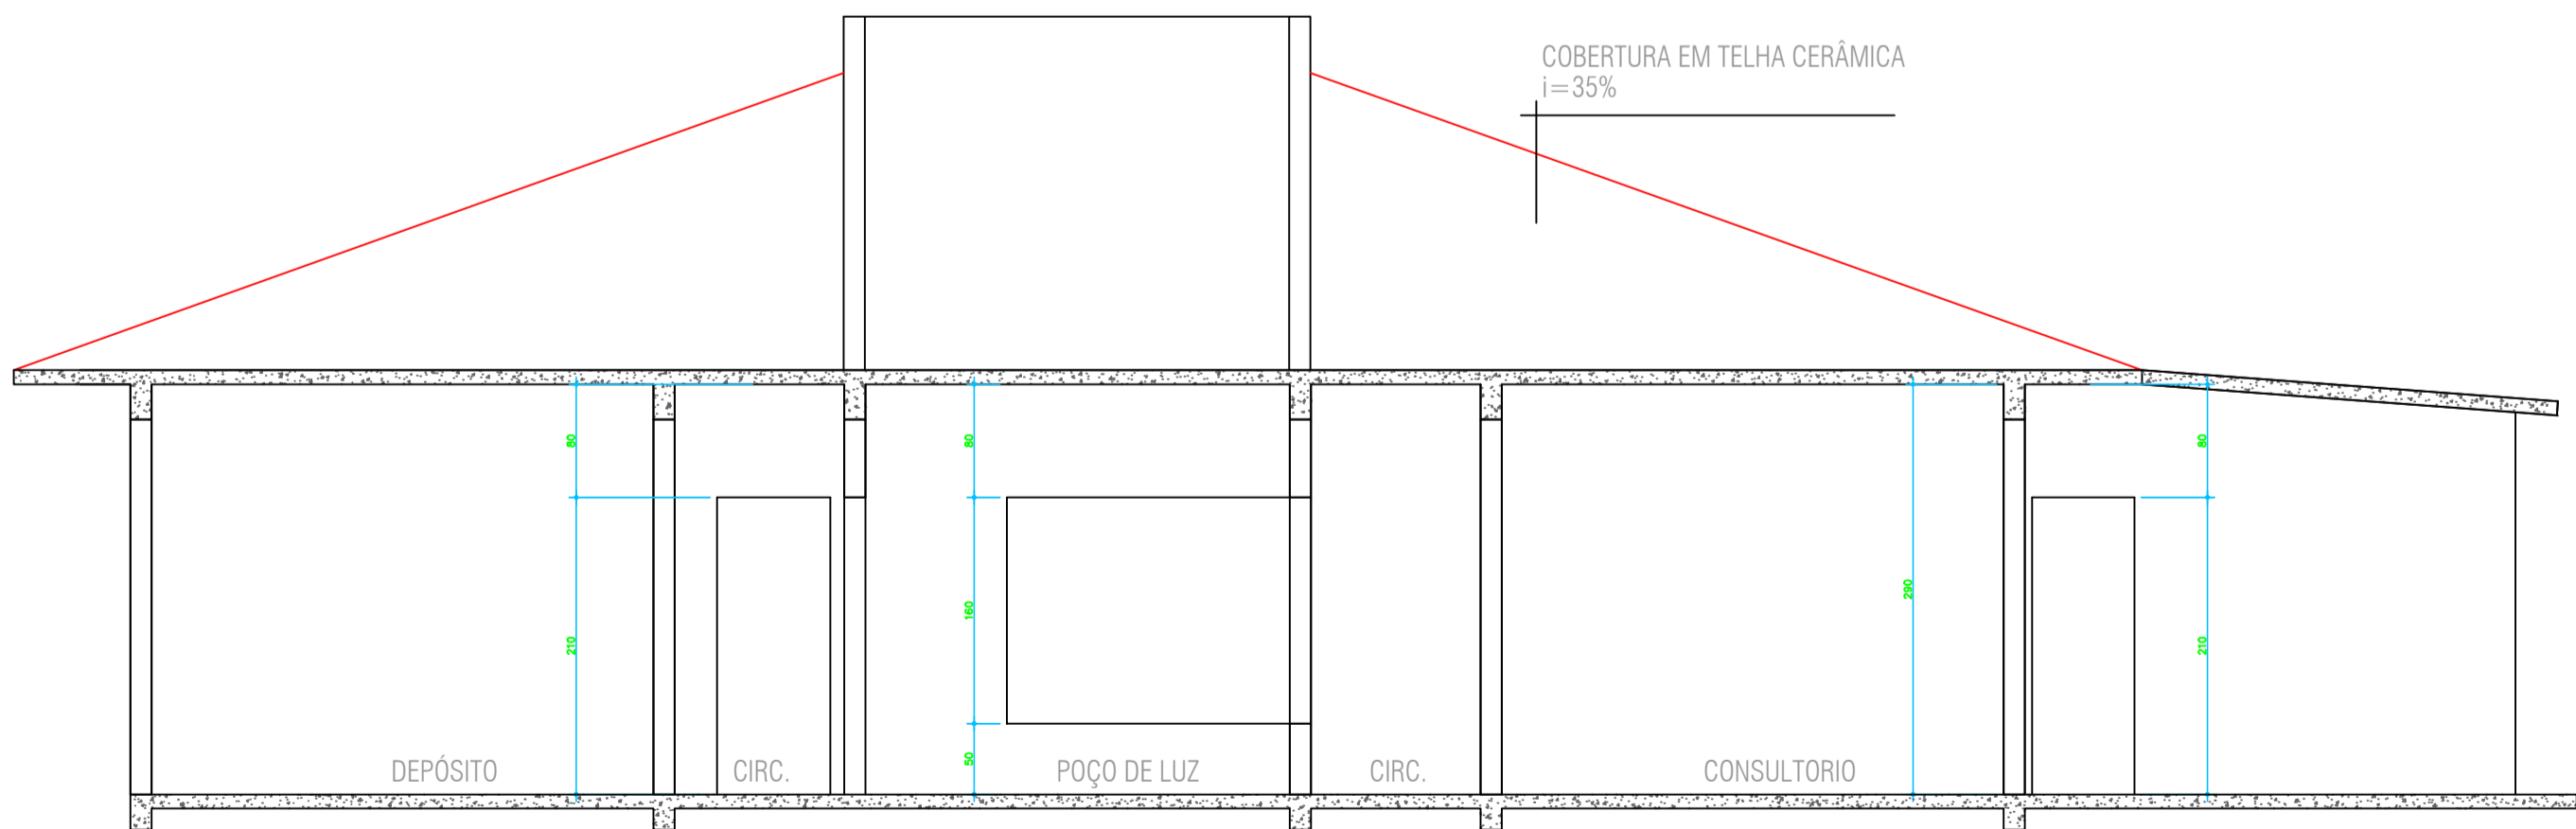 COBERTURA EM TELHA CERÂMICA
i=35%
80
80
80
290
160
210
210
50
DEPÓSITO
CIRC.
POÇO DE LUZ
CIRC.
CONSULTORIO